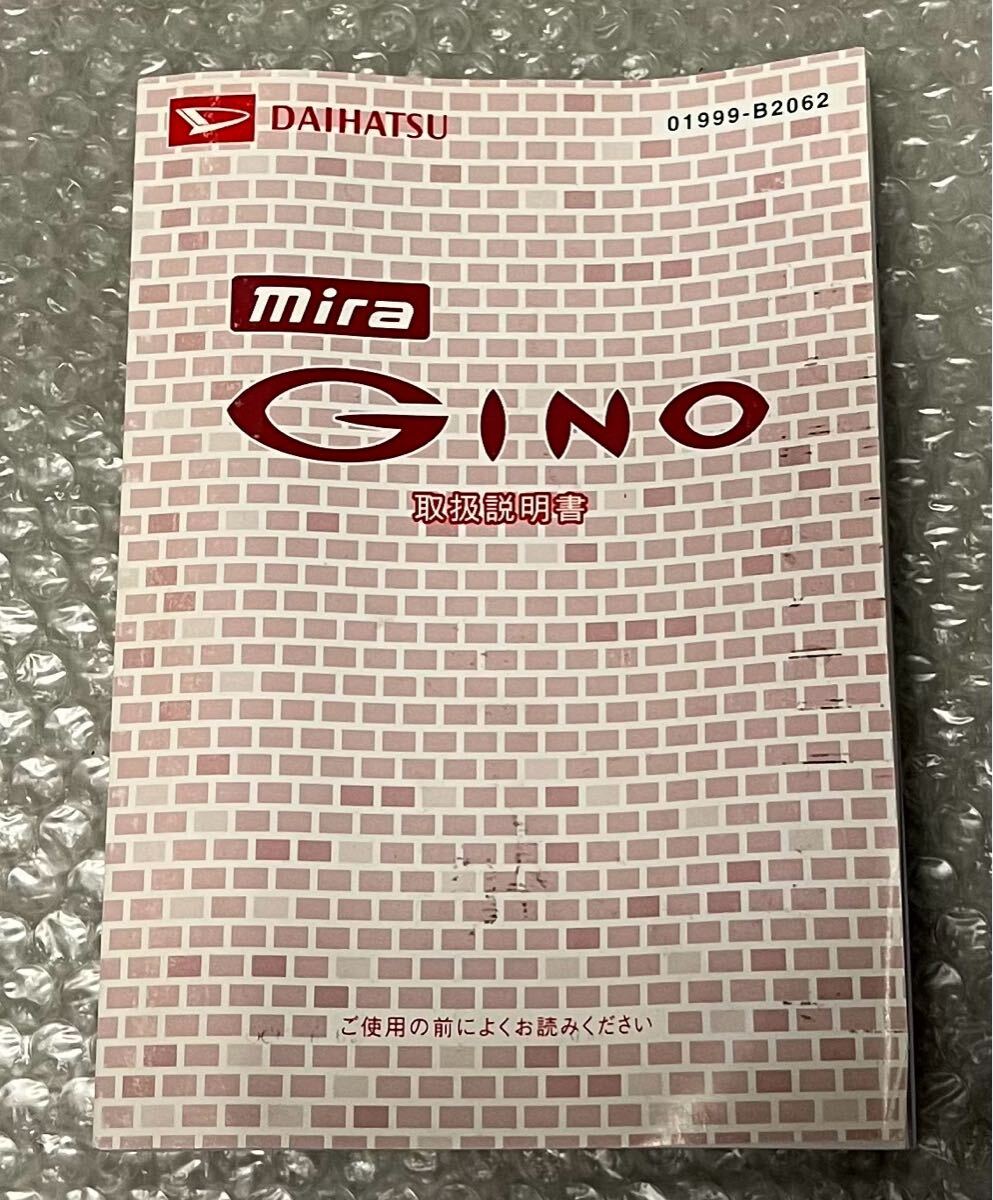 DAIHATSU
01999-B2062
mira
GINO
取扱説明書
ご使用の前によくお読みください